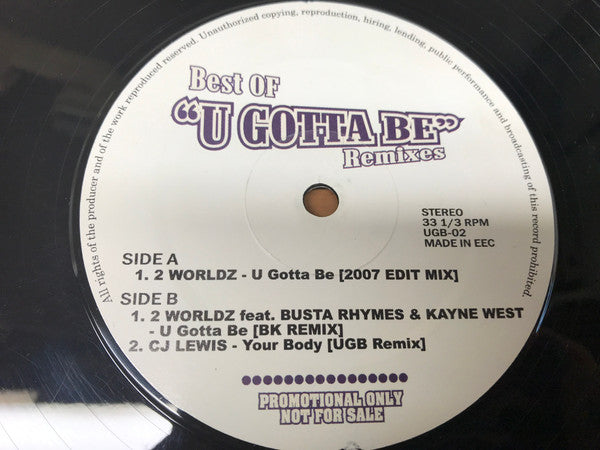 All rights of the producer and of the work reproduced reserved. Unauthorized copying, reproduction, hiring, lending, public performance and broadcasting of this record prohibited.
Best OF
“U GOTTA BE”
Remixes
STEREO
33 1/3 RPM
UGB-02
MADE IN EEC
SIDE A
1. 2 WORLDZ - U Gotta Be [2007 EDIT MIX]
SIDE B
1. 2 WORLDZ feat. BUSTA RHYMES & KAYNE WEST
- U Gotta Be [BK REMIX]
2. CJ LEWIS - Your Body [UGB Remix]
PROMOTIONAL ONLY
NOT FOR SALE